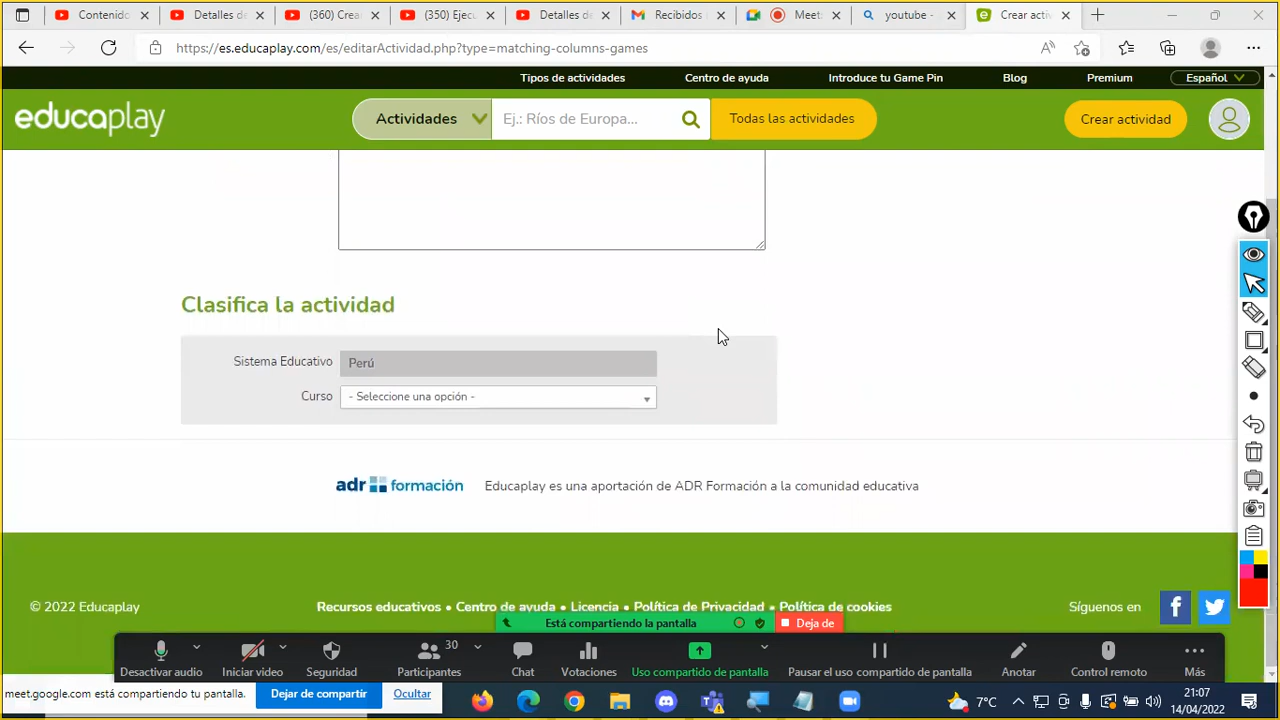 Contenido
Detalles de
(360) Crea
(350) Ejec
Detalles de
Recibidos
Meet
youtube -
Crear activ
https://es.educaplay.com/es/editarActividad.php?type=matching-columns-games
Tipos de actividades
Centro de ayuda
Introduce tu Game Pin
Blog
Premium
Español
educaplay
Actividades
Ej.: Ríos de Europa...
Todas las actividades
Crear actividad
Clasifica la actividad
Sistema Educativo
Perú
Curso
- Seleccione una opción -
adr formación
Educaplay es una aportación de ADR Formación a la comunidad educativa
© 2022 Educaplay
Recursos educativos • Centro de ayuda • Licencia • Política de Privacidad • Política de cookies
Síguenos en
Está compartiendo la pantalla
Deja de
30
Desactivar audio
Iniciar video
Seguridad
Participantes
Chat
Votaciones
Uso compartido de pantalla
Pausar el uso compartido de pantalla
Anotar
Control remoto
Más
meet.google.com está compartiendo tu pantalla.
Dejar de compartir
Ocultar
7°C
21:07
14/04/2022